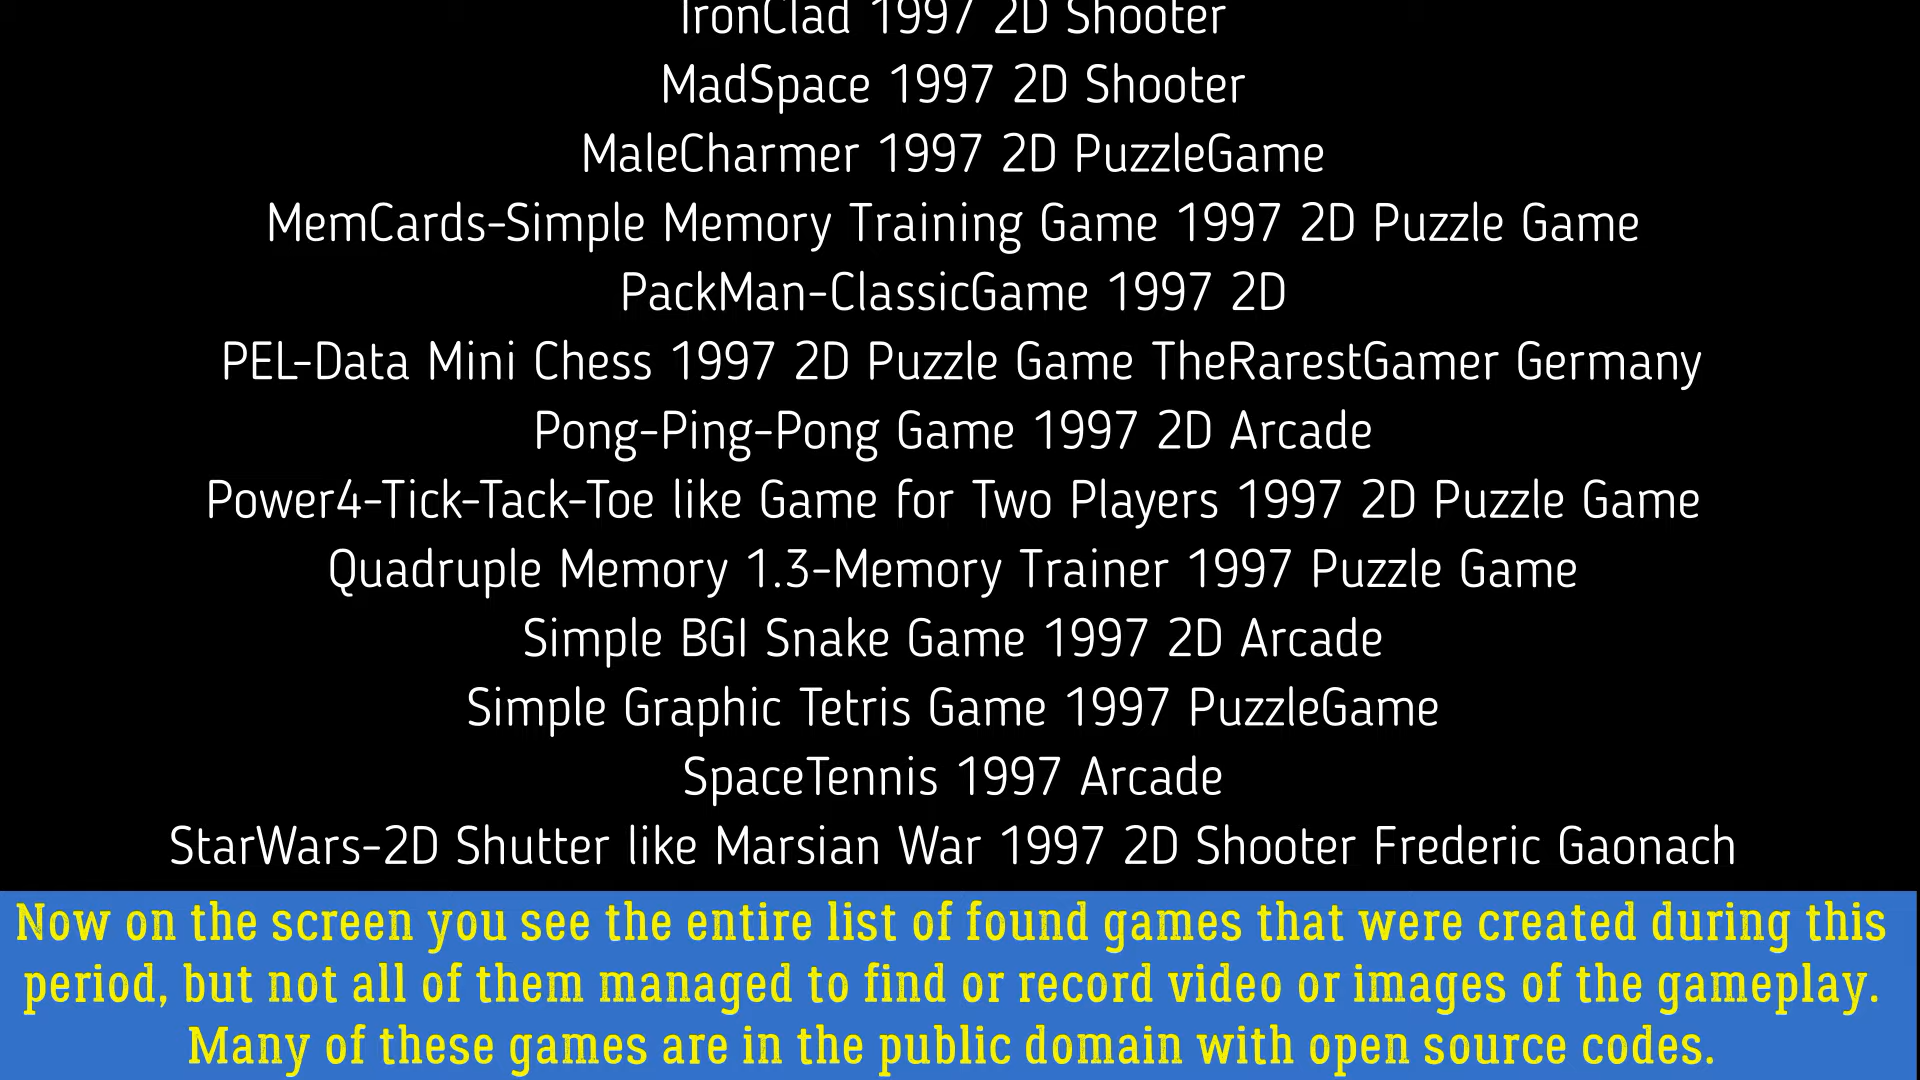 IronClad 1997 2D Shooter
MadSpace 1997 2D Shooter
MaleCharmer 1997 2D PuzzleGame
MemCards-Simple Memory Training Game 1997 2D Puzzle Game
PackMan-ClassicGame 1997 2D
PEL-Data Mini Chess 1997 2D Puzzle Game TheRarestGamer Germany
Pong-Ping-Pong Game 1997 2D Arcade
Power4-Tick-Tack-Toe like Game for Two Players 1997 2D Puzzle Game
Quadruple Memory 1.3-Memory Trainer 1997 Puzzle Game
Simple BGI Snake Game 1997 2D Arcade
Simple Graphic Tetris Game 1997 PuzzleGame
SpaceTennis 1997 Arcade
StarWars-2D Shutter like Marsian War 1997 2D Shooter Frederic Gaonach
Now on the screen you see the entire list of found games that were created during this
period, but not all of them managed to find or record video or images of the gameplay.
Many of these games are in the public domain with open source codes.